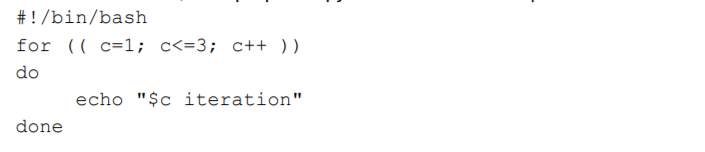 #!/bin/bash
for (( c=1; c<=3; c++ ))
do
     echo "$c iteration"
done